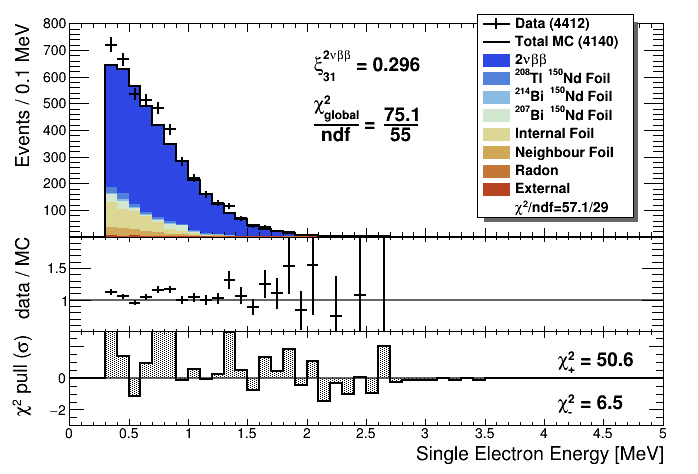 800
700
600
500
400
300
200
100
Events / 0.1 MeV
ξ³¹ 2νββ = 0.296
χ² global / ndf = 75.1 / 55
Data (4412)
Total MC (4140)
2νββ
²⁰⁸Tl ¹⁵⁰Nd Foil
²¹⁴Bi ¹⁵⁰Nd Foil
²⁰⁷Bi ¹⁵⁰Nd Foil
Internal Foil
Neighbour Foil
Radon
External
χ²/ndf=57.1/29
data / MC
1.5
1
χ² pull (σ)
0
−2
χ²₊ = 50.6
χ²₋ = 6.5
0 0.5 1 1.5 2 2.5 3 3.5 4 4.5 5
Single Electron Energy [MeV]